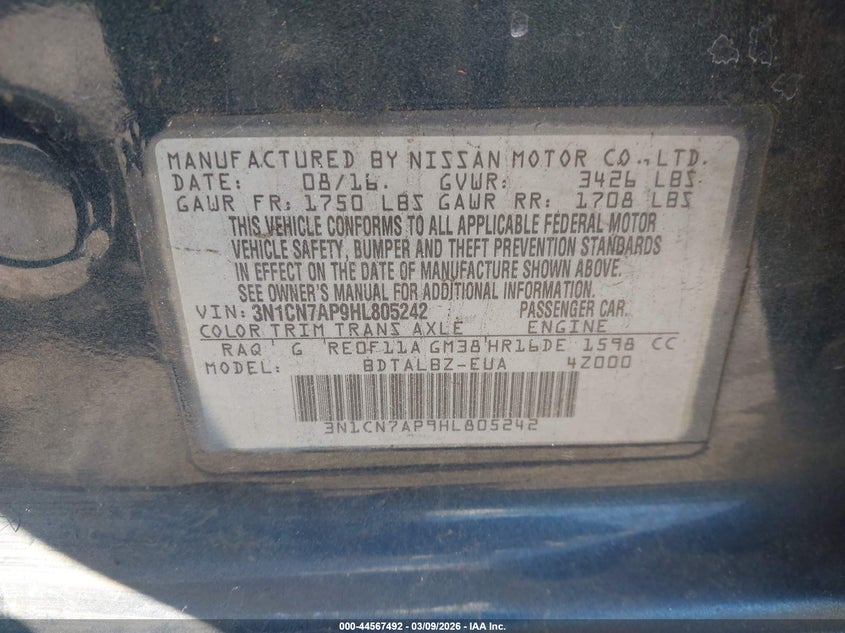 MANUFACTURED BY NISSAN MOTOR CO.,LTD.
DATE: 08/16. GVWR: 3426 LBS
GAWR FR: 1750 LBS GAWR RR: 1708 LBS
THIS VEHICLE CONFORMS TO ALL APPLICABLE FEDERAL MOTOR
VEHICLE SAFETY, BUMPER AND THEFT PREVENTION STANDARDS
IN EFFECT ON THE DATE OF MANUFACTURE SHOWN ABOVE.
SEE OWNER'S MANUAL FOR ADDITIONAL INFORMATION.
VIN: 3N1CN7AP9HL805242 PASSENGER CAR.
COLOR TRIM TRANS AXLE ENGINE
RAQ G RE0F11A GM38 HR16DE 1598 CC
MODEL: BDTALBZ-EUA 4Z000
3N1CN7AP9HL805242
000-44567492 - 03/09/2026 - IAA Inc.